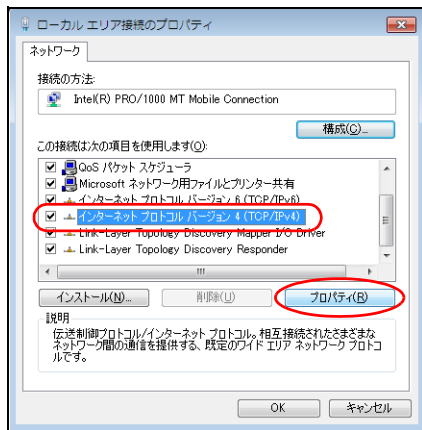 ローカル エリア接続のプロパティ
ネットワーク
接続の方法:
Intel(R) PRO/1000 MT Mobile Connection
構成(C)...
この接続は次の項目を使用します(O):
QoS パケット スケジューラ
Microsoft ネットワーク用ファイルとプリンター共有
インターネット プロトコル バージョン 6 (TCP/IPv6)
インターネット プロトコル バージョン 4 (TCP/IPv4)
Link-Layer Topology Discovery Mapper I/O Driver
Link-Layer Topology Discovery Responder
インストール(N)...
削除(U)
プロパティ(R)
説明
伝送制御プロトコル/インターネット プロトコル。相互接続されたさまざまな
ネットワーク間の通信を提供する、既定のワイド エリア ネットワーク プロトコ
ルです。
OK
キャンセル